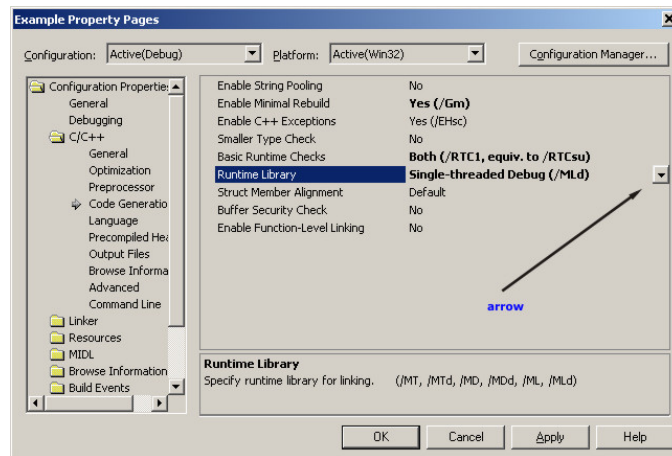 Example Property Pages
Configuration: Active(Debug) Platform: Active(Win32) Configuration Manager...
Configuration Propertie
General
Debugging
C/C++
General
Optimization
Preprocessor
Code Generatio
Language
Precompiled Hea
Output Files
Browse Informa
Advanced
Command Line
Linker
Resources
MIDL
Browse Information
Build Events
Enable String Pooling No
Enable Minimal Rebuild Yes (/Gm)
Enable C++ Exceptions Yes (/EHsc)
Smaller Type Check No
Basic Runtime Checks Both (/RTC1, equiv. to /RTCsu)
Runtime Library Single-threaded Debug (/MLd)
Struct Member Alignment Default
Buffer Security Check No
Enable Function-Level Linking No
arrow
Runtime Library
Specify runtime library for linking. (/MT, /MTd, /MD, /MDd, /ML, /MLd)
OK Cancel Apply Help